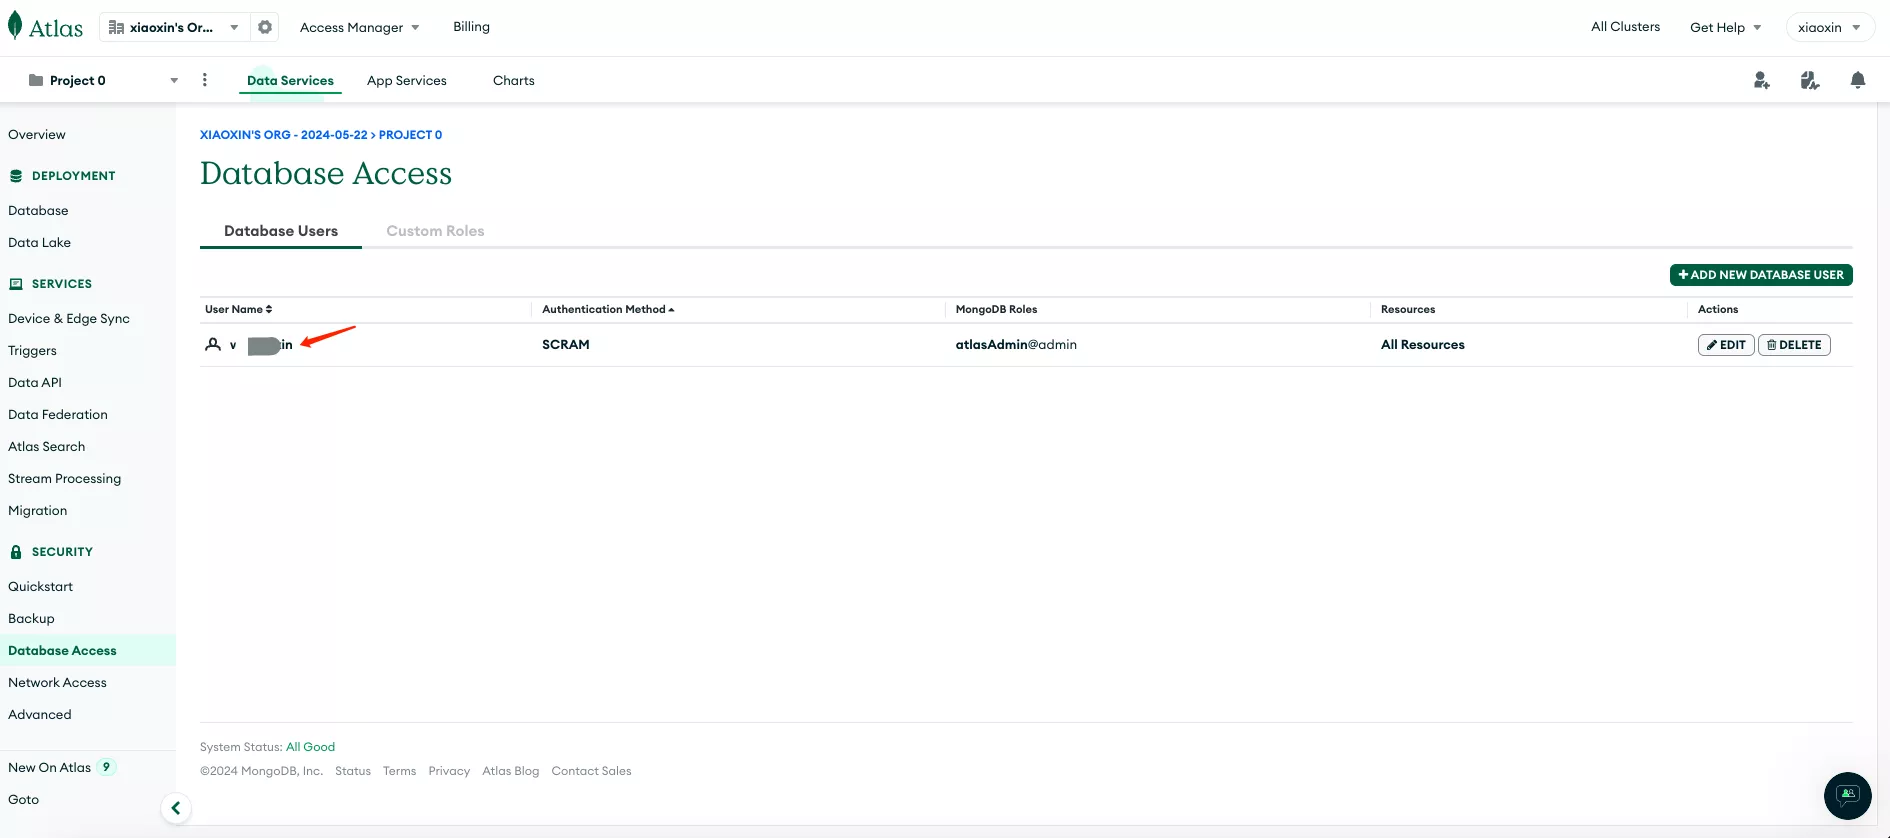 Atlas
xiaoxin's Or...
Access Manager
Billing
All Clusters
Get Help
xiaoxin
Project 0
Data Services
App Services
Charts
Overview
DEPLOYMENT
Database
Data Lake
SERVICES
Device & Edge Sync
Triggers
Data API
Data Federation
Atlas Search
Stream Processing
Migration
SECURITY
Quickstart
Backup
Database Access
Network Access
Advanced
New On Atlas 9
Goto
XIAOXIN'S ORG - 2024-05-22 > PROJECT 0
Database Access
Database Users
Custom Roles
+ ADD NEW DATABASE USER
User Name
Authentication Method
MongoDB Roles
Resources
Actions
SCRAM
atlasAdmin@admin
All Resources
EDIT
DELETE
System Status: All Good
©2024 MongoDB, Inc. Status Terms Privacy Atlas Blog Contact Sales